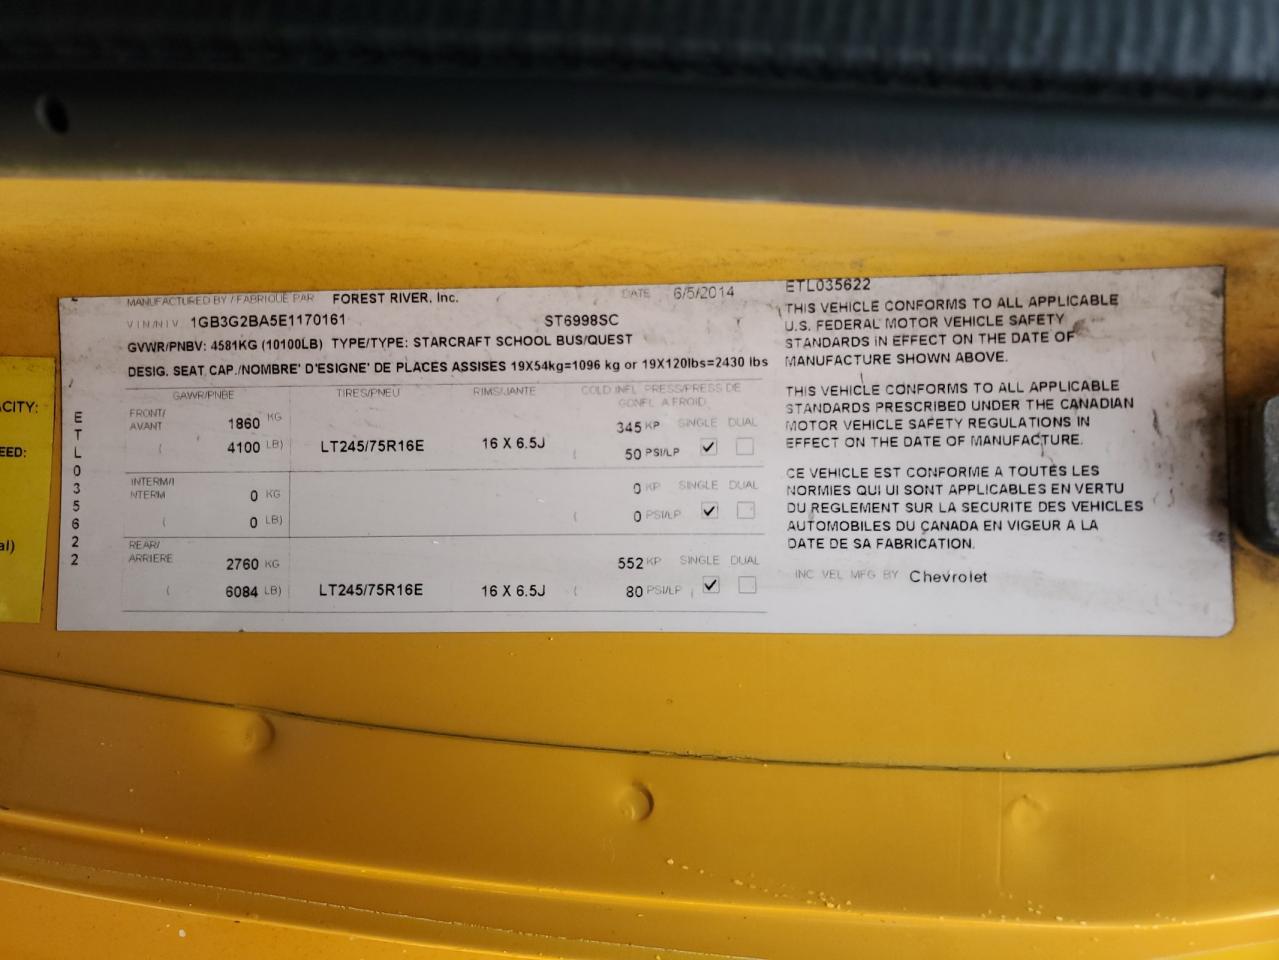 MANUFACTURED BY / FABRIQUE PAR FOREST RIVER, Inc. DATE 6/5/2014
VIN/NIV 1GB3G2BA5E1170161 ST6998SC
GVWR/PNBV: 4581KG (10100LB) TYPE/TYPE: STARCRAFT SCHOOL BUS/QUEST
DESIG. SEAT CAP./NOMBRE' D'ESIGNE' DE PLACES ASSISES 19X54kg=1096 kg or 19X120lbs=2430 lbs
GAWR/PNBE TIRES/PNEU RIMS/JANTE COLD INFL PRESS/PRESS DE
GONFL A FROID
FRONT/
AVANT 1860 KG 345 KP SINGLE DUAL
( 4100 LB) LT245/75R16E 16 X 6.5J ( 50 PSI/LP ✓
INTERM/I
NTERM 0 KG 0 KP SINGLE DUAL
( 0 LB) ( 0 PSI/LP ✓
REAR/
ARRIERE 2760 KG 552 KP SINGLE DUAL
( 6084 LB) LT245/75R16E 16 X 6.5J ( 80 PSI/LP ✓
ETL035622
ETL035622
THIS VEHICLE CONFORMS TO ALL APPLICABLE
U.S. FEDERAL MOTOR VEHICLE SAFETY
STANDARDS IN EFFECT ON THE DATE OF
MANUFACTURE SHOWN ABOVE.
THIS VEHICLE CONFORMS TO ALL APPLICABLE
STANDARDS PRESCRIBED UNDER THE CANADIAN
MOTOR VEHICLE SAFETY REGULATIONS IN
EFFECT ON THE DATE OF MANUFACTURE.
CE VEHICLE EST CONFORME A TOUTES LES
NORMIES QUI UI SONT APPLICABLES EN VERTU
DU REGLEMENT SUR LA SECURITE DES VEHICLES
AUTOMOBILES DU CANADA EN VIGEUR A LA
DATE DE SA FABRICATION.
INC VEL MFG BY Chevrolet
ACITY:
EED:
al)